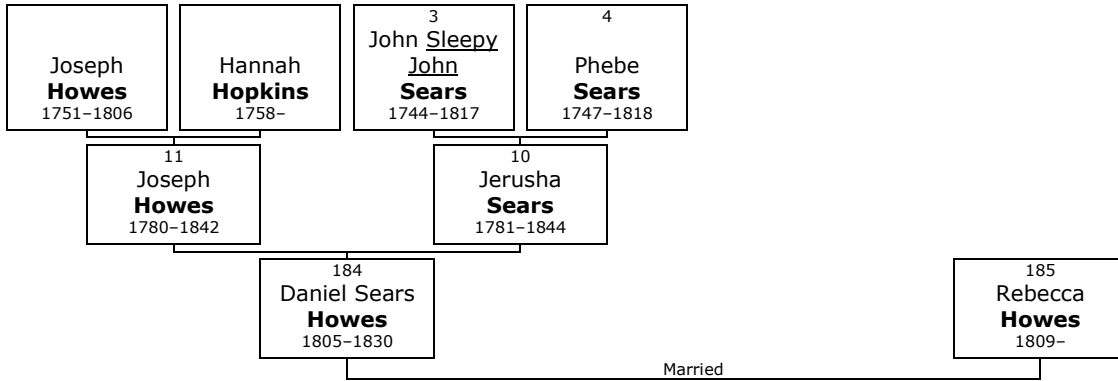 Joseph
Howes
1751–1806
Hannah
Hopkins
1758–
3
John Sleepy
John
Sears
1744–1817
4
Phebe
Sears
1747–1818
11
Joseph
Howes
1780–1842
10
Jerusha
Sears
1781–1844
184
Daniel Sears
Howes
1805–1830
185
Rebecca
Howes
1809–
Married